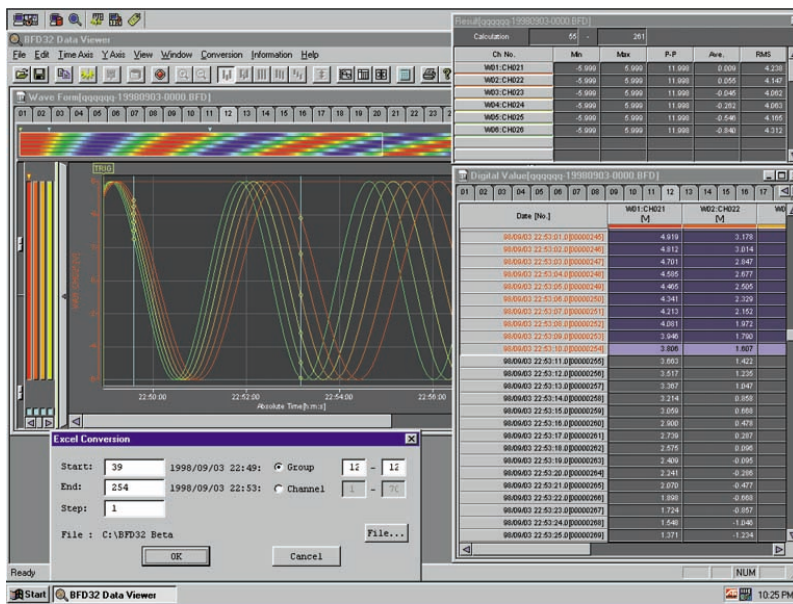 BFD32 Data Viewer
File Edit Time Axis Y Axis View Window Conversion Information Help
Wave Form[qqqqqq-19980903-0000.BFD]
01 02 03 04 05 06 07 08 09 10 11 12 13 14 15 16 17 18 19 20 21 22 23 24 25 26 27
TRIG
22:50:00 22:52:00 22:54:00 22:56:00
Absolute Time[h:m:s]
Result[qqqqqq-19980903-0000.BFD]
Calculation 55 - 261
Ch No. Min Max P-P Ave. RMS
W01:CH021 -5.999 5.999 11.998 0.009 4.238
W02:CH022 -5.999 5.999 11.998 0.055 4.147
W03:CH023 -5.999 5.999 11.998 -0.045 4.082
W04:CH024 -5.999 5.999 11.998 -0.262 4.063
W05:CH025 -5.999 5.999 11.998 -0.546 4.165
W06:CH026 -5.999 5.999 11.998 -0.848 4.312
Digital Value[qqqqqq-19980903-0000.BFD]
01 02 03 04 05 06 07 08 09 10 11 12 13 14 15 16 17
Date [No.] W01:CH021 [V] W02:CH022 [V]
98/09/03 22:53:01.0[00000245] 4.919 3.178
98/09/03 22:53:02.0[00000246] 4.812 3.014
98/09/03 22:53:03.0[00000247] 4.701 2.847
98/09/03 22:53:04.0[00000248] 4.585 2.677
98/09/03 22:53:05.0[00000249] 4.465 2.505
98/09/03 22:53:06.0[00000250] 4.341 2.329
98/09/03 22:53:07.0[00000251] 4.213 2.152
98/09/03 22:53:08.0[00000252] 4.081 1.972
98/09/03 22:53:09.0[00000253] 3.946 1.790
98/09/03 22:53:10.0[00000254] 3.806 1.607
98/09/03 22:53:11.0[00000255] 3.663 1.422
98/09/03 22:53:12.0[00000256] 3.517 1.235
98/09/03 22:53:13.0[00000257] 3.367 1.047
98/09/03 22:53:14.0[00000258] 3.214 0.858
98/09/03 22:53:15.0[00000259] 3.059 0.668
98/09/03 22:53:16.0[00000260] 2.900 0.478
98/09/03 22:53:17.0[00000261] 2.739 0.287
98/09/03 22:53:18.0[00000262] 2.575 0.096
98/09/03 22:53:19.0[00000263] 2.409 -0.095
98/09/03 22:53:20.0[00000264] 2.241 -0.286
98/09/03 22:53:21.0[00000265] 2.070 -0.477
98/09/03 22:53:22.0[00000266] 1.898 -0.668
98/09/03 22:53:23.0[00000267] 1.724 -0.857
98/09/03 22:53:24.0[00000268] 1.548 -1.046
98/09/03 22:53:25.0[00000269] 1.371 -1.234
Excel Conversion
Start: 39 1998/09/03 22:49: Group 12 - 12
End: 254 1998/09/03 22:53: Channel 1 - 70
Step: 1
File : C:\BFD32 Beta File...
OK Cancel
Ready NUM
Start BFD32 Data Viewer 10:25 PM